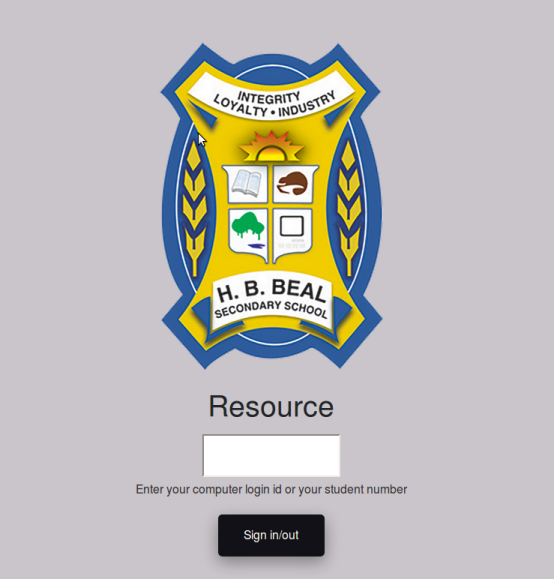 INTEGRITY
LOYALTY • INDUSTRY
H. B. BEAL
SECONDARY SCHOOL
Resource
Enter your computer login id or your student number
Sign in/out